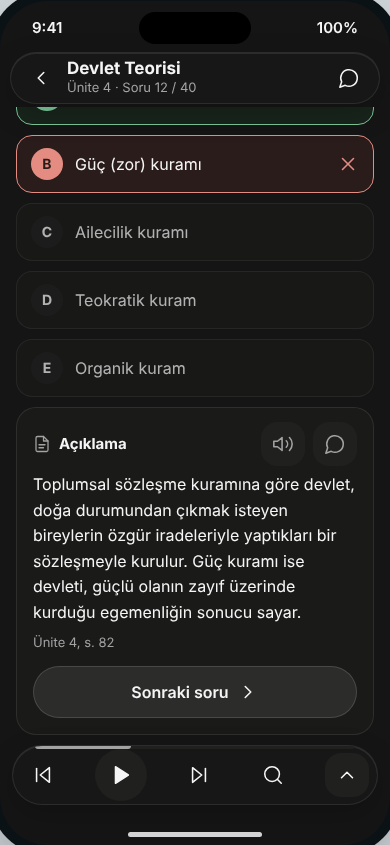 9:41
100%
Devlet Teorisi
Ünite 4 · Soru 12 / 40
B
Güç (zor) kuramı
C
Ailecilik kuramı
D
Teokratik kuram
E
Organik kuram
Açıklama
Toplumsal sözleşme kuramına göre devlet,
doğa durumundan çıkmak isteyen
bireylerin özgür iradeleriyle yaptıkları bir
sözleşmeyle kurulur. Güç kuramı ise
devleti, güçlü olanın zayıf üzerinde
kurduğu egemenliğin sonucu sayar.
Ünite 4, s. 82
Sonraki soru